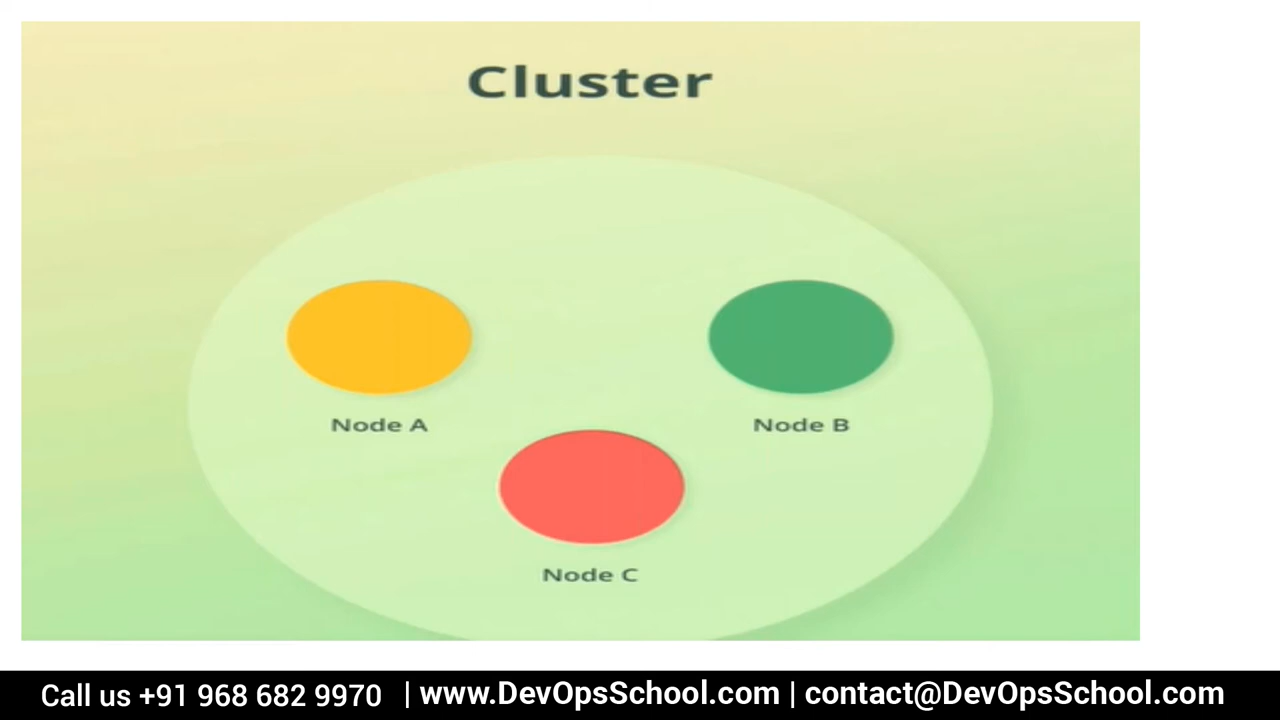 Cluster
Node A
Node B
Node C
Call us +91 968 682 9970 | www.DevOpsSchool.com | contact@DevOpsSchool.com